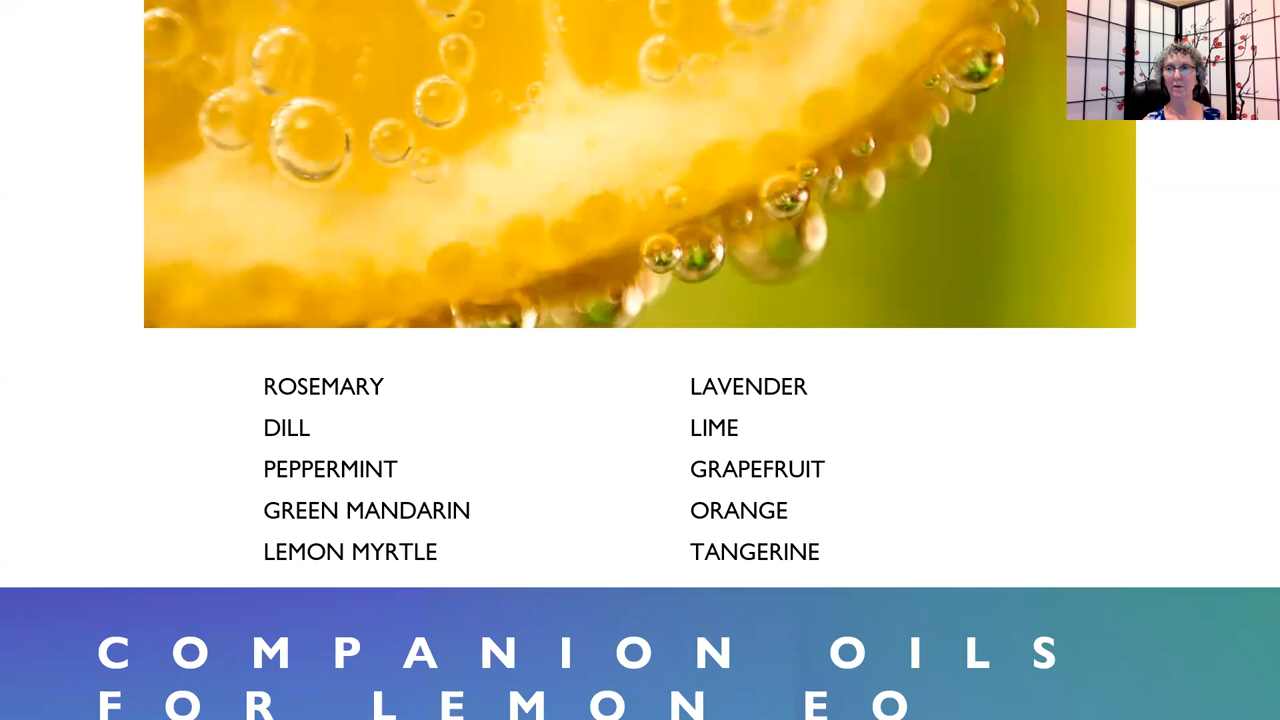 ROSEMARY
DILL
PEPPERMINT
GREEN MANDARIN
LEMON MYRTLE
LAVENDER
LIME
GRAPEFRUIT
ORANGE
TANGERINE
COMPANION OILS
FOR LEMON EO